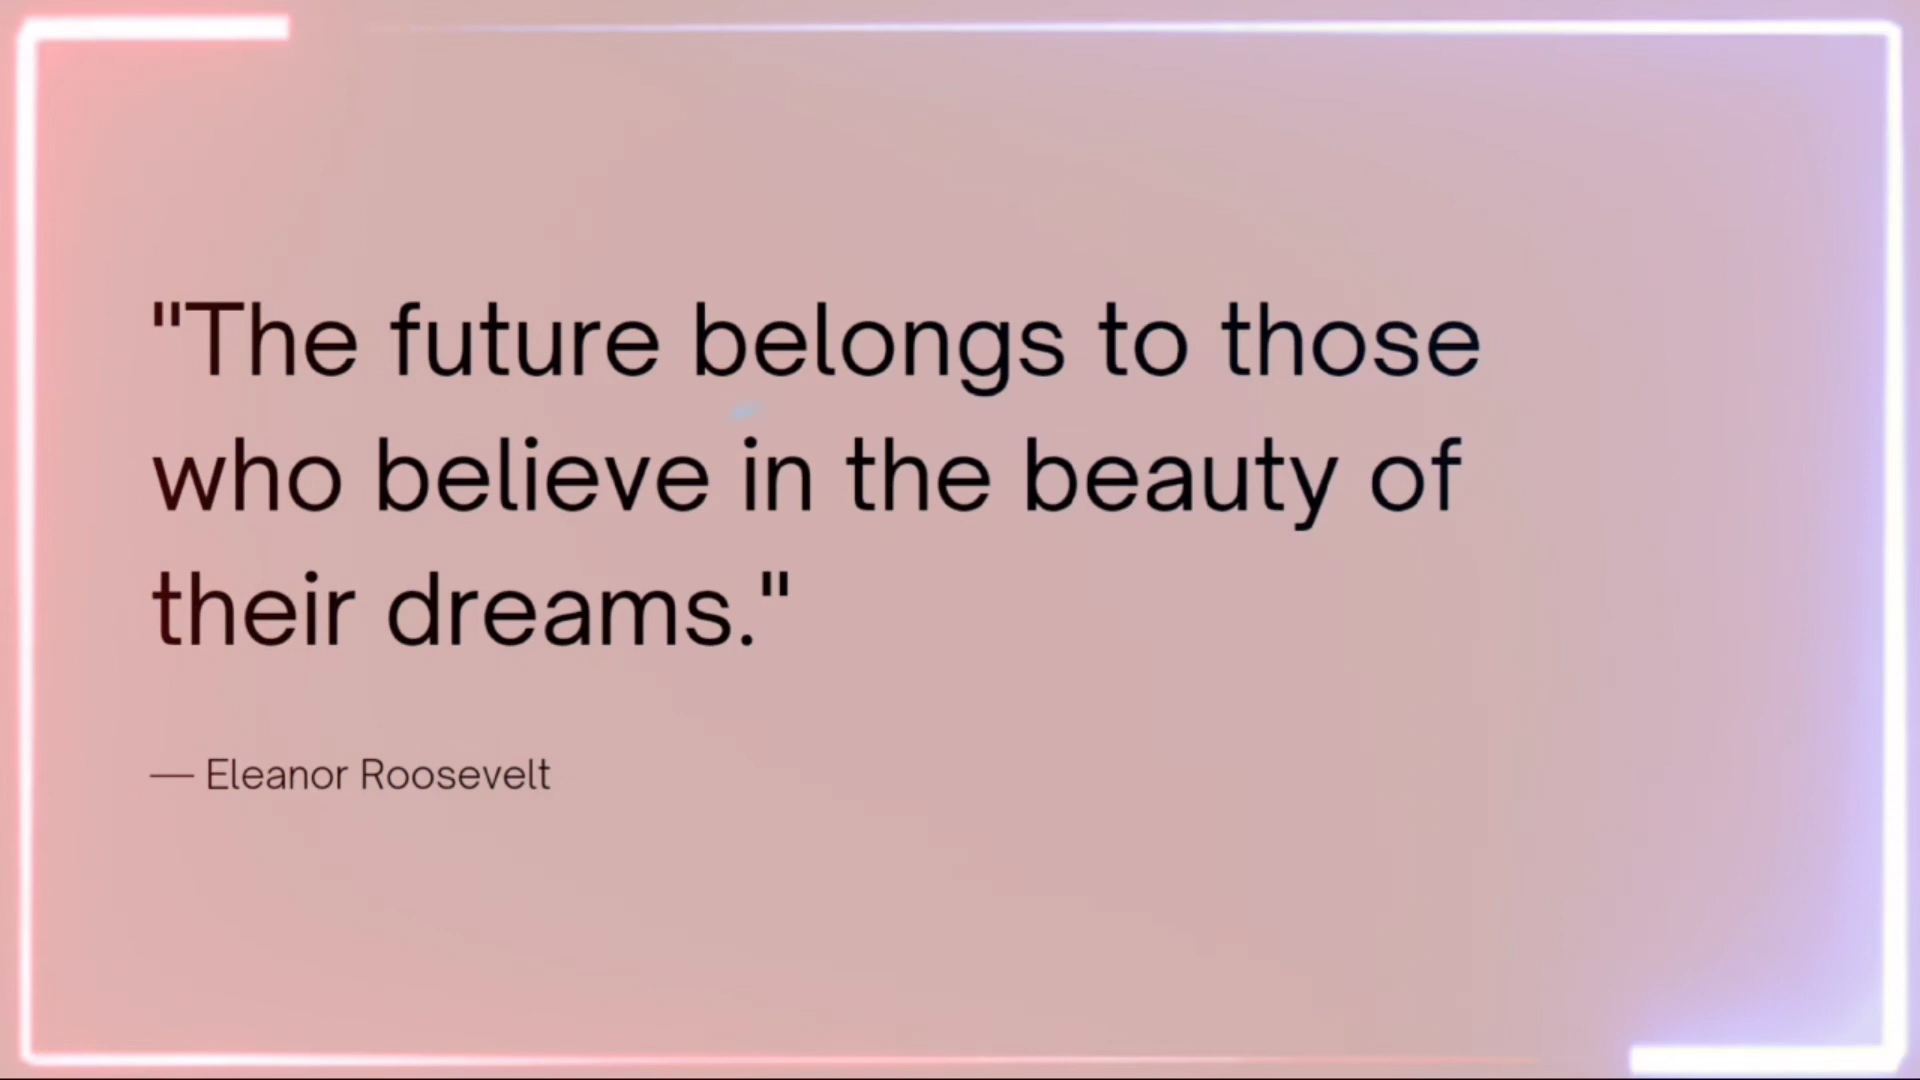 "The future belongs to those
who believe in the beauty of
their dreams."
— Eleanor Roosevelt